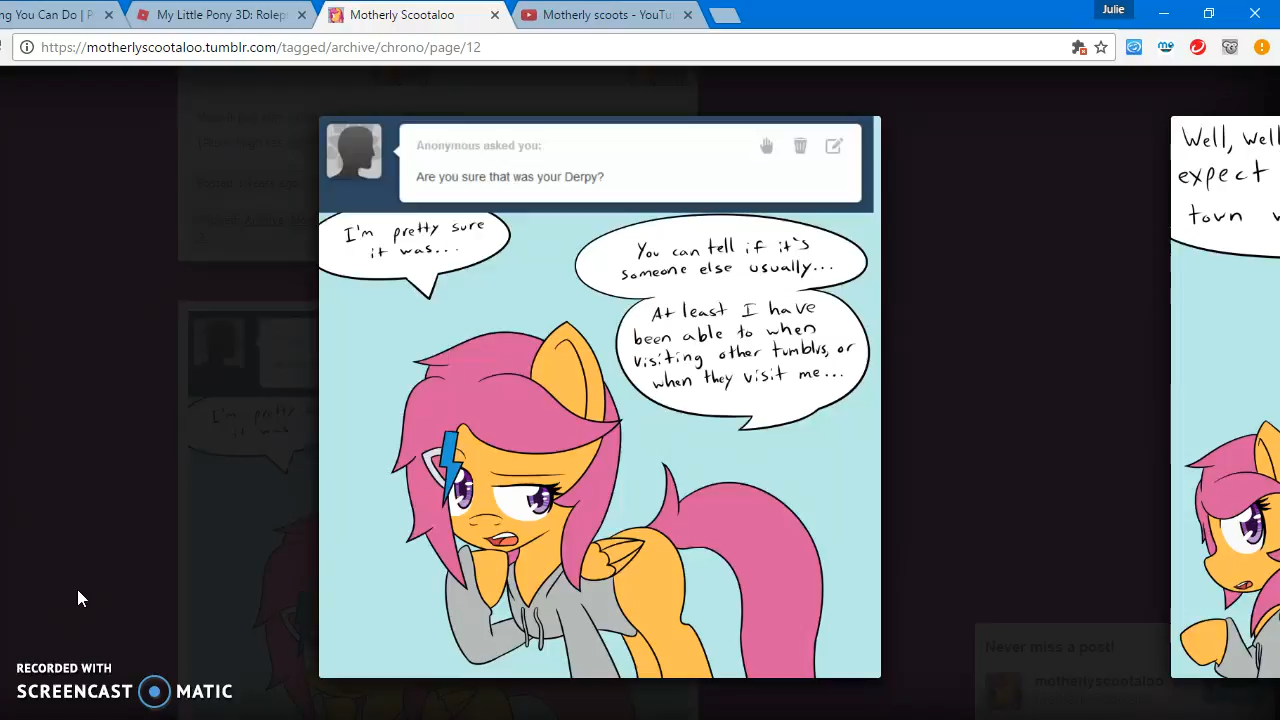 ng You Can Do | P
My Little Pony 3D: Rolep
Motherly Scootaloo
Motherly scoots - YouTu
Julie
https://motherlyscootaloo.tumblr.com/tagged/archive/chrono/page/12
Anonymous asked you:
Are you sure that was your Derpy?
I'm pretty sure
it was...
You can tell if it's
someone else usually...
At least I have
been able to when
visiting other tumblrs, or
when they visit me...
Well, well
expect
town
I'm pretty
it was
Never miss a post!
motherlyscootaloo
RECORDED WITH
SCREENCAST MATIC